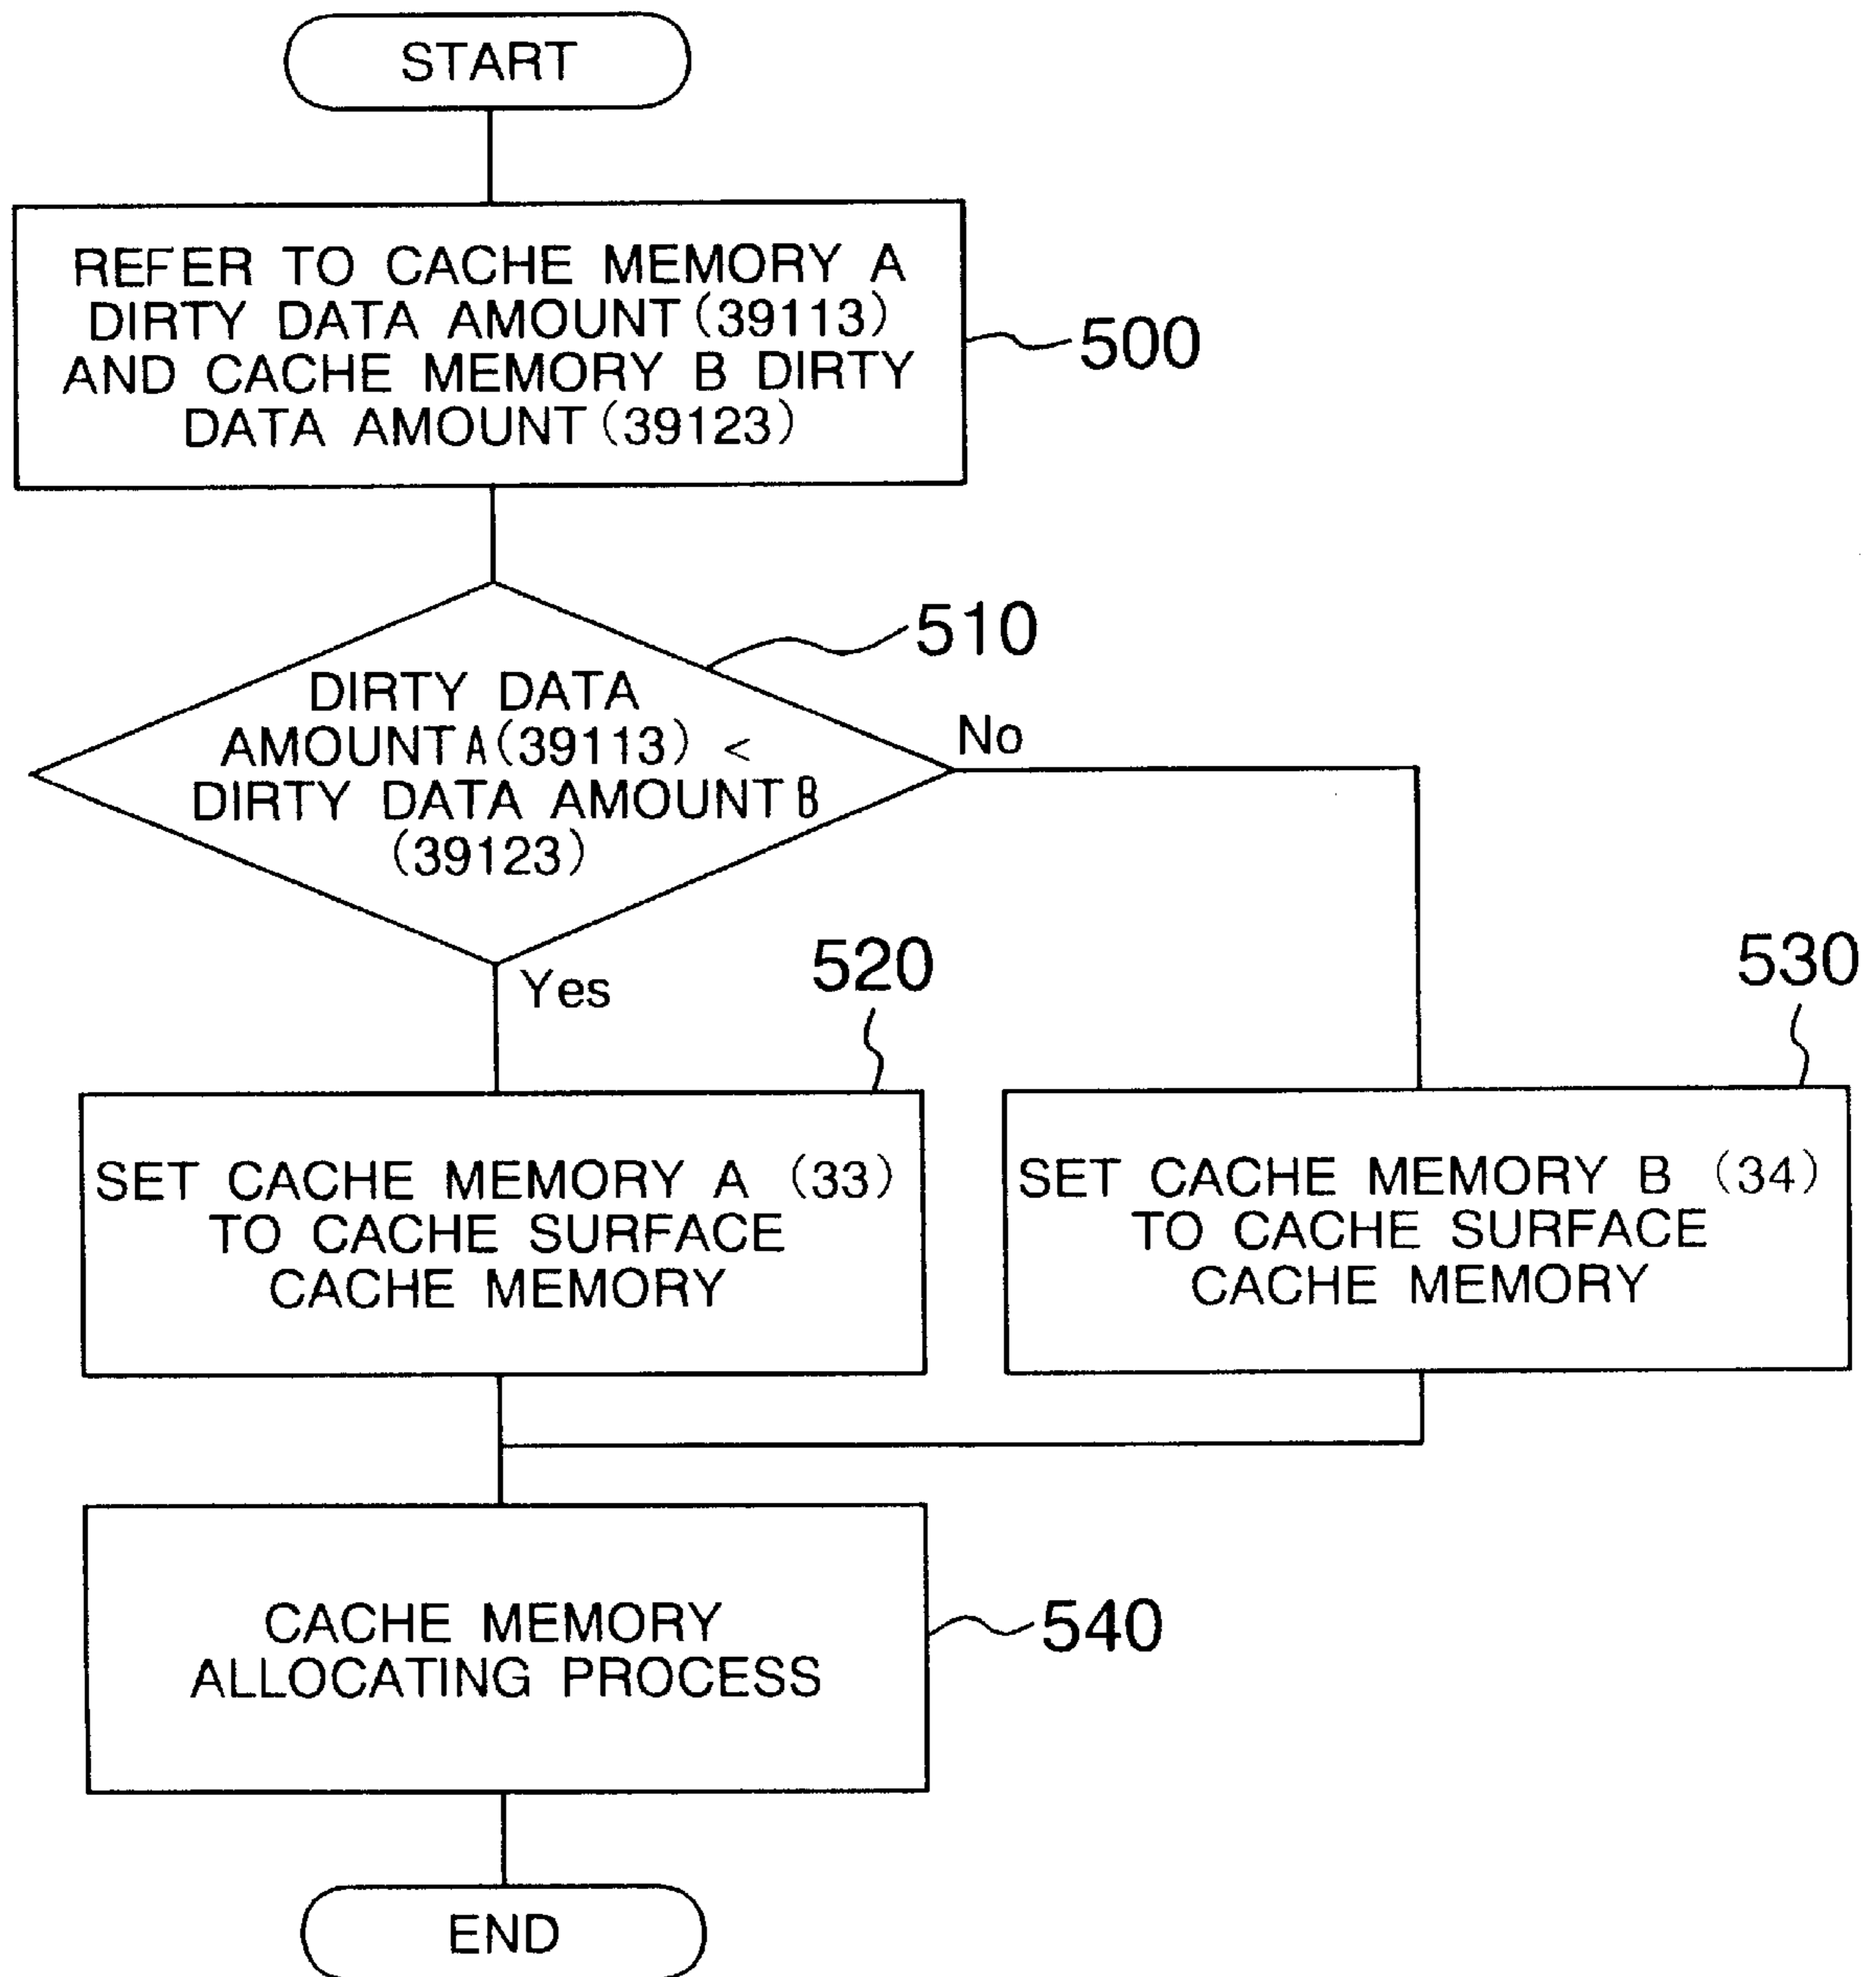 START
REFER TO CACHE MEMORY A
DIRTY DATA AMOUNT (39113)
AND CACHE MEMORY B DIRTY
DATA AMOUNT (39123)
500
510
DIRTY DATA
AMOUNT A (39113) <
DIRTY DATA AMOUNT B
(39123)
No
Yes
520
530
SET CACHE MEMORY A (33)
TO CACHE SURFACE
CACHE MEMORY
SET CACHE MEMORY B (34)
TO CACHE SURFACE
CACHE MEMORY
CACHE MEMORY
ALLOCATING PROCESS
540
END